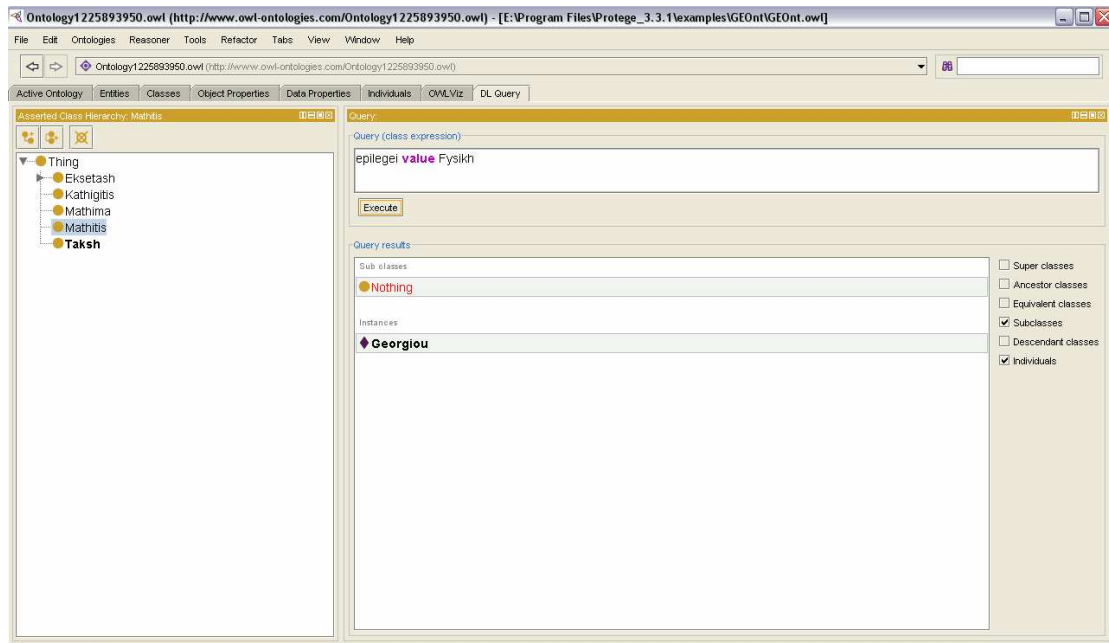 Ontology1225893950.owl (http://www.owl-ontologies.com/Ontology1225893950.owl) - [E:\Program Files\Protege_3.3.1\examples\GEOnt\GEOnt.owl]
File Edit Ontologies Reasoner Tools Refactor Tabs View Window Help
Ontology1225893950.owl (http://www.owl-ontologies.com/Ontology1225893950.owl)
Active Ontology Entities Classes Object Properties Data Properties Individuals OWLViz DL Query
Asserted Class Hierarchy: Mathitis
Thing
Eksetash
Kathigitis
Mathima
Mathitis
Taksh
Query:
Query (class expression)
epilegei value Fysikh
Execute
Query results
Sub classes
Nothing
Instances
Georgiou
Super classes
Ancestor classes
Equivalent classes
Subclasses
Descendant classes
Individuals